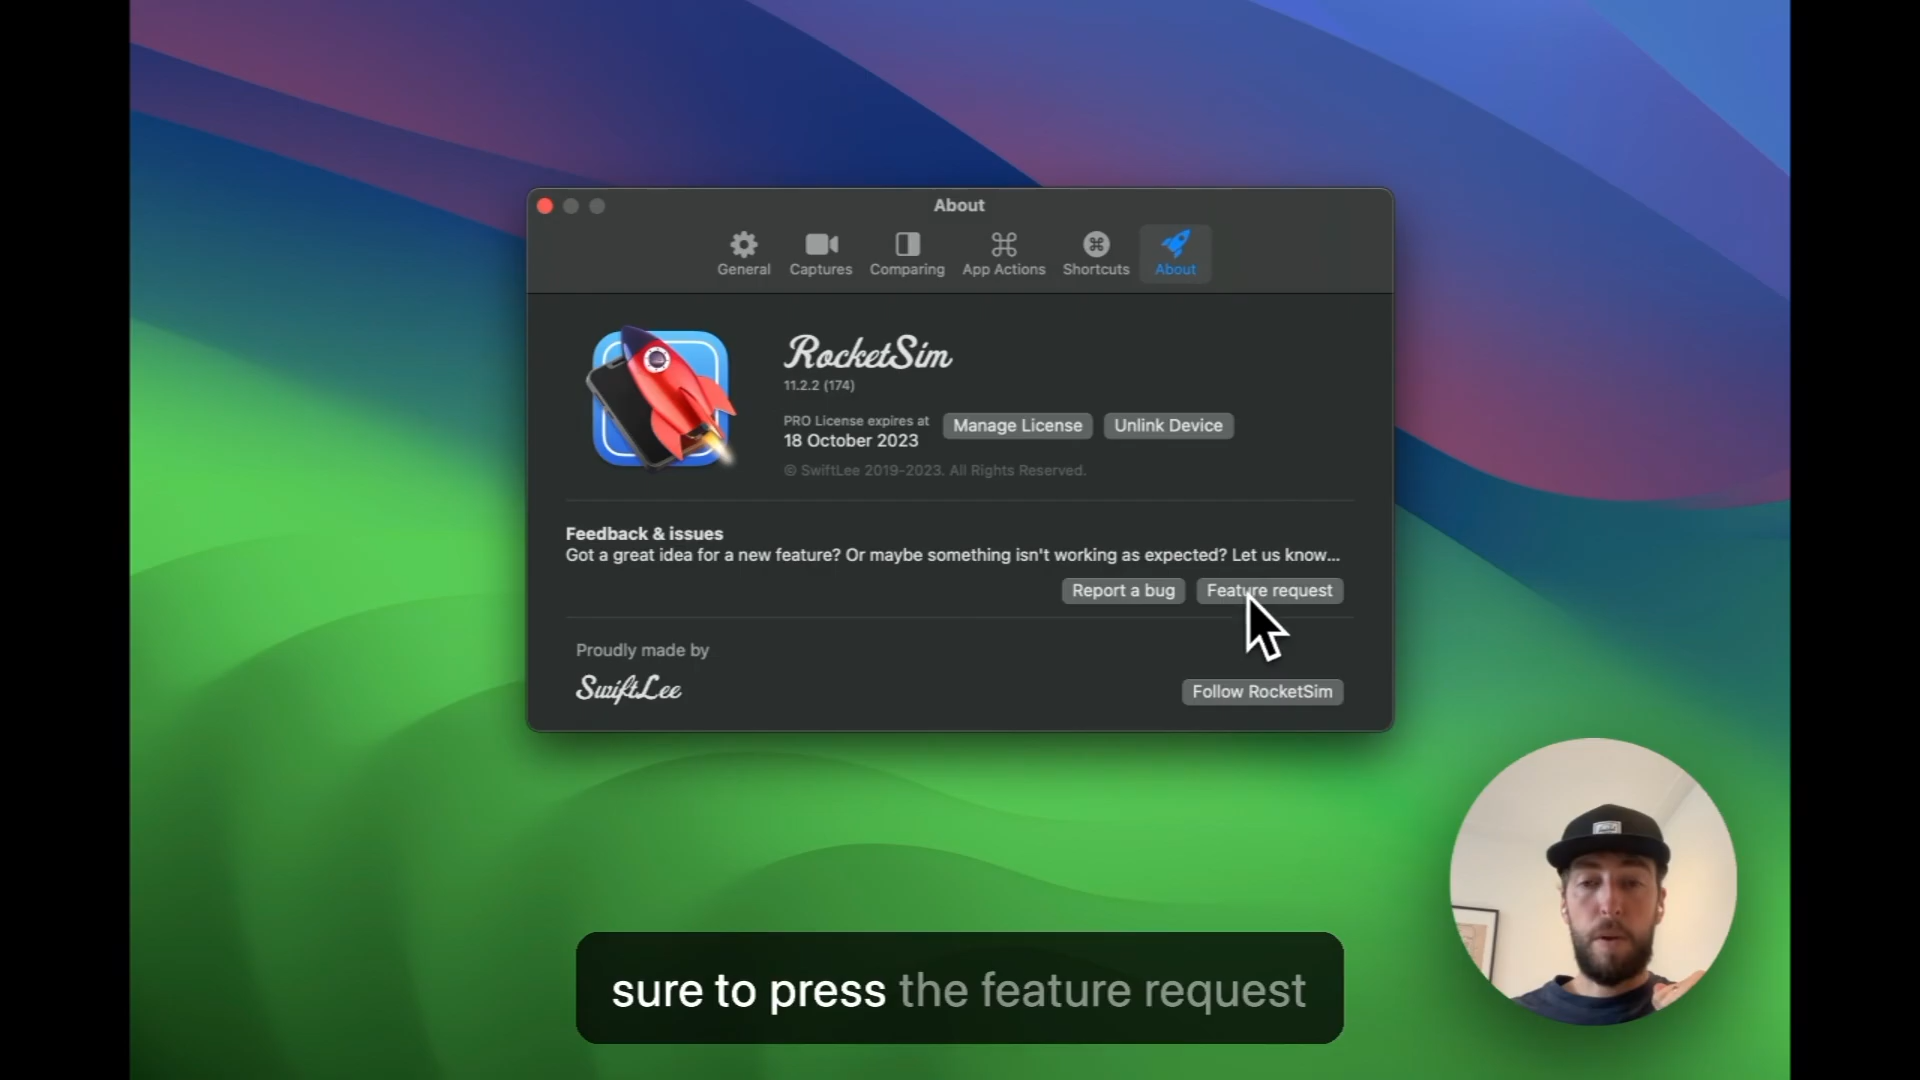 About
General Captures Comparing App Actions Shortcuts About
RocketSim
11.2.2 (174)
PRO License expires at
18 October 2023
Manage License Unlink Device
© SwiftLee 2019-2023. All Rights Reserved.
Feedback & issues
Got a great idea for a new feature? Or maybe something isn't working as expected? Let us know...
Report a bug Feature request
Proudly made by
SwiftLee
Follow RocketSim
sure to press the feature request